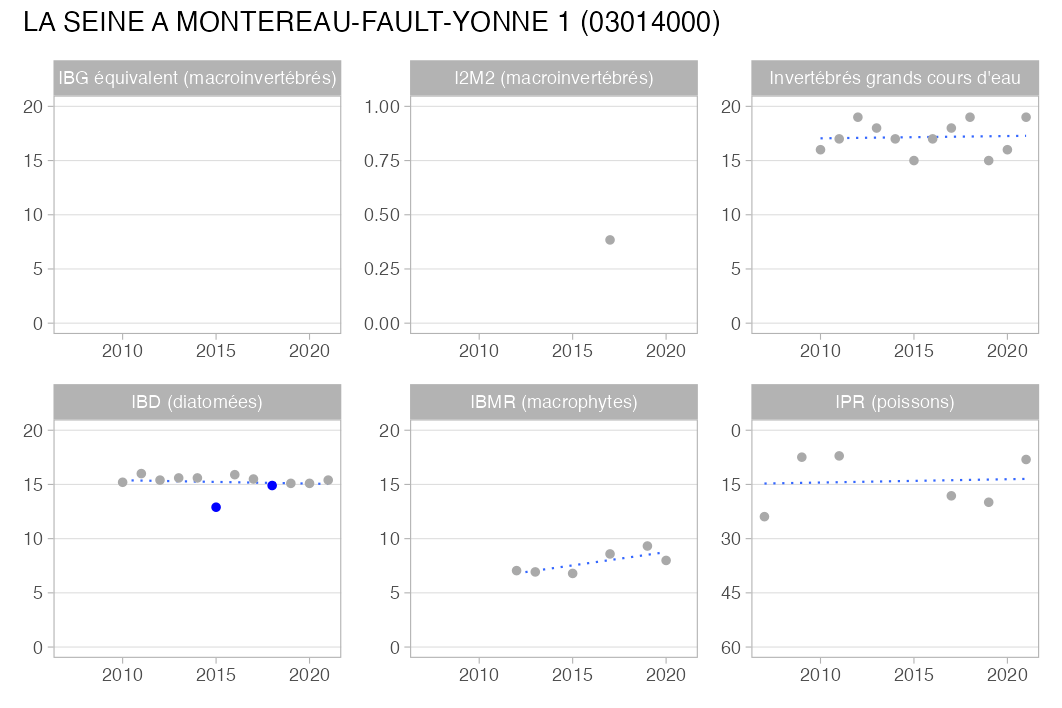 LA SEINE A MONTEREAU-FAULT-YONNE 1 (03014000)
IBG équivalent (macroinvertébrés)
20
15
10
5
0
2010 2015 2020
I2M2 (macroinvertébrés)
1.00
0.75
0.50
0.25
0.00
2010 2015 2020
Invertébrés grands cours d'eau
20
15
10
5
0
2010 2015 2020
IBD (diatomées)
20
15
10
5
0
2010 2015 2020
IBMR (macrophytes)
20
15
10
5
0
2010 2015 2020
IPR (poissons)
0
15
30
45
60
2010 2015 2020